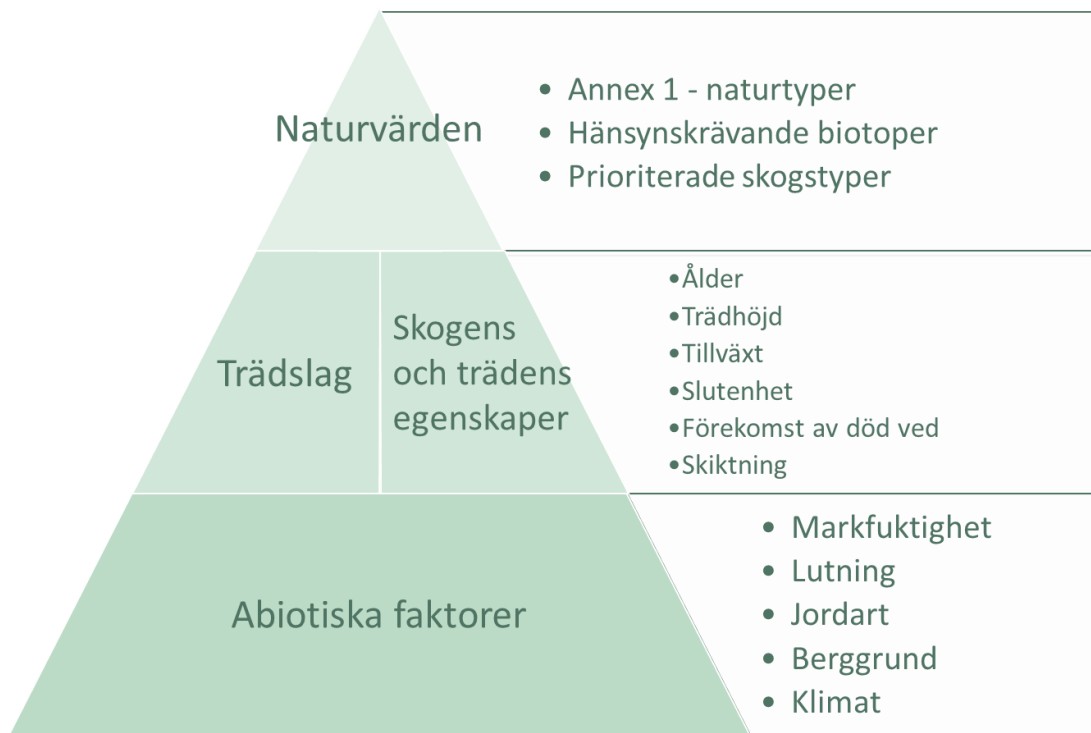 Naturvärden
• Annex 1 - naturtyper
• Hänsynskrävande biotoper
• Prioriterade skogstyper
Trädslag
Skogens
och trädens
egenskaper
•Ålder
•Trädhöjd
•Tillväxt
•Slutenhet
•Förekomst av död ved
•Skiktning
Abiotiska faktorer
• Markfuktighet
• Lutning
• Jordart
• Berggrund
• Klimat